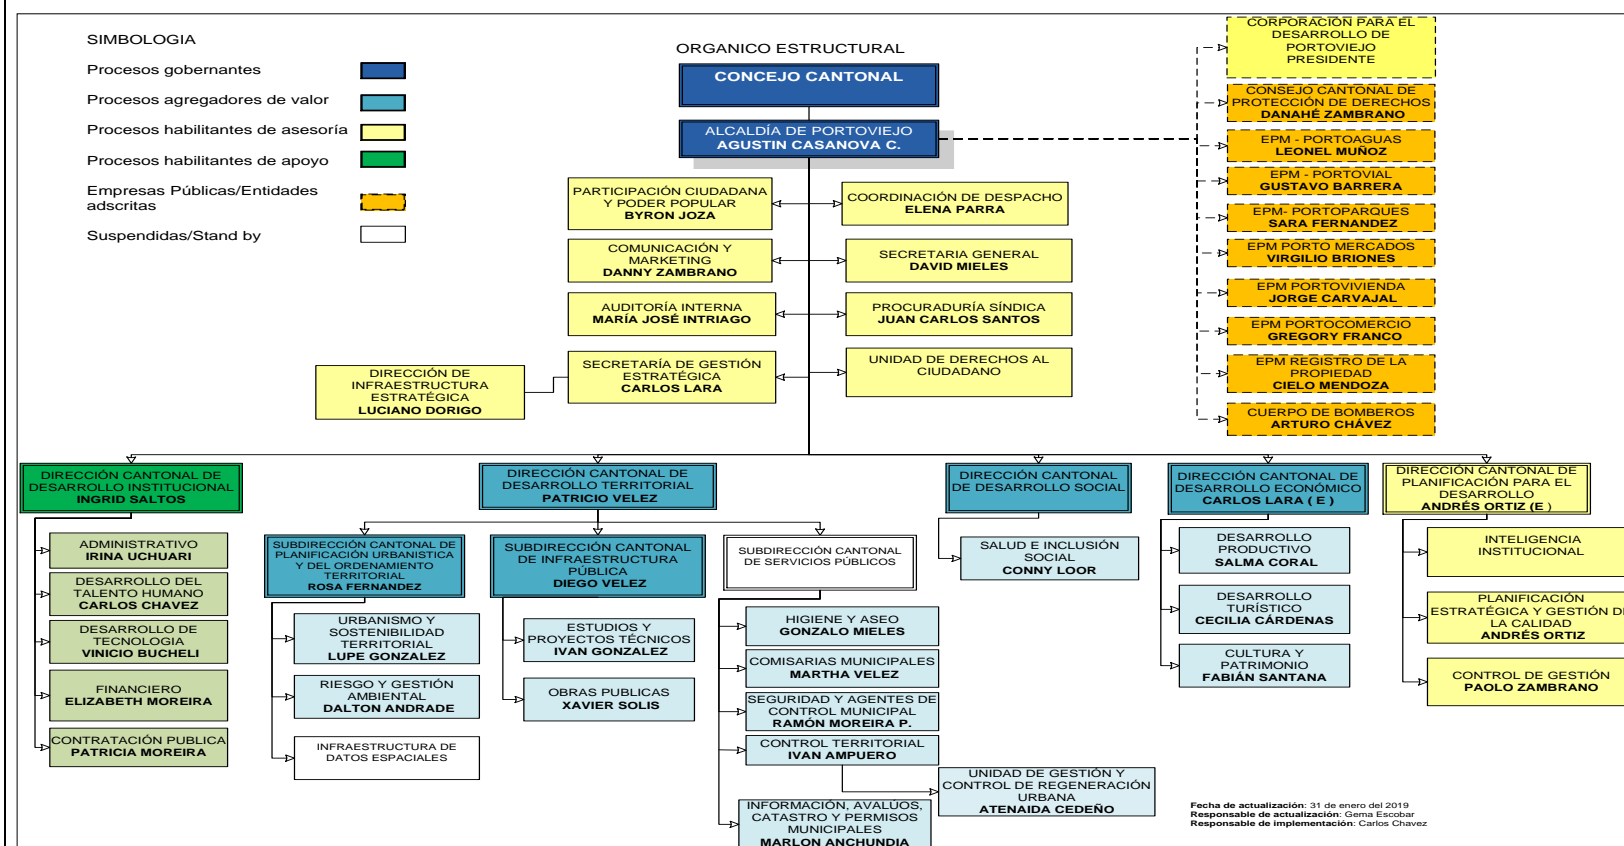 SIMBOLOGIA
Procesos gobernantes
Procesos agregadores de valor
Procesos habilitantes de asesoría
Procesos habilitantes de apoyo
Empresas Públicas/Entidades
adscritas
Suspendidas/Stand by
ORGANICO ESTRUCTURAL
CONCEJO CANTONAL
ALCALDÍA DE PORTOVIEJO
AGUSTIN CASANOVA C.
CORPORACIÓN PARA EL
DESARROLLO DE
PORTOVIEJO
PRESIDENTE
CONSEJO CANTONAL DE
PROTECCIÓN DE DERECHOS
DANAHÉ ZAMBRANO
EPM - PORTOAGUAS
LEONEL MUÑOZ
EPM - PORTOVIAL
GUSTAVO BARRERA
EPM- PORTOPARQUES
SARA FERNANDEZ
EPM PORTO MERCADOS
VIRGILIO BRIONES
EPM PORTOVIVIENDA
JORGE CARVAJAL
EPM PORTOCOMERCIO
GREGORY FRANCO
EPM REGISTRO DE LA
PROPIEDAD
CIELO MENDOZA
CUERPO DE BOMBEROS
ARTURO CHÁVEZ
PARTICIPACIÓN CIUDADANA
Y PODER POPULAR
BYRON JOZA
COORDINACIÓN DE DESPACHO
ELENA PARRA
COMUNICACIÓN Y
MARKETING
DANNY ZAMBRANO
SECRETARIA GENERAL
DAVID MIELES
AUDITORÍA INTERNA
MARÍA JOSÉ INTRIAGO
PROCURADURÍA SÍNDICA
JUAN CARLOS SANTOS
SECRETARÍA DE GESTIÓN
ESTRATÉGICA
CARLOS LARA
UNIDAD DE DERECHOS AL
CIUDADANO
DIRECCIÓN DE
INFRAESTRUCTURA
ESTRATÉGICA
LUCIANO DORIGO
DIRECCIÓN CANTONAL DE
DESARROLLO INSTITUCIONAL
INGRID SALTOS
DIRECCIÓN CANTONAL DE
DESARROLLO TERRITORIAL
PATRICIO VELEZ
DIRECCIÓN CANTONAL
DE DESARROLLO SOCIAL
DIRECCIÓN CANTONAL DE
DESARROLLO ECONÓMICO
CARLOS LARA ( E )
DIRECCIÓN CANTONAL DE
PLANIFICACIÓN PARA EL
DESARROLLO
ANDRÉS ORTIZ (E )
ADMINISTRATIVO
IRINA UCHUARI
DESARROLLO DEL
TALENTO HUMANO
CARLOS CHAVEZ
DESARROLLO DE
TECNOLOGIA
VINICIO BUCHELI
FINANCIERO
ELIZABETH MOREIRA
CONTRATACIÓN PUBLICA
PATRICIA MOREIRA
SUBDIRECCIÓN CANTONAL DE
PLANIFICACIÓN URBANISTICA
Y DEL ORDENAMIENTO
TERRITORIAL
ROSA FERNANDEZ
URBANISMO Y
SOSTENIBILIDAD
TERRITORIAL
LUPE GONZALEZ
RIESGO Y GESTIÓN
AMBIENTAL
DALTON ANDRADE
INFRAESTRUCTURA DE
DATOS ESPACIALES
SUBDIRECCIÓN CANTONAL
DE INFRAESTRUCTURA
PÚBLICA
DIEGO VELEZ
ESTUDIOS Y
PROYECTOS TÉCNICOS
IVAN GONZALEZ
OBRAS PUBLICAS
XAVIER SOLIS
SUBDIRECCIÓN CANTONAL
DE SERVICIOS PÚBLICOS
HIGIENE Y ASEO
GONZALO MIELES
COMISARIAS MUNICIPALES
MARTHA VELEZ
SEGURIDAD Y AGENTES DE
CONTROL MUNICIPAL
RAMÓN MOREIRA P.
CONTROL TERRITORIAL
IVAN AMPUERO
UNIDAD DE GESTIÓN Y
CONTROL DE REGENERACIÓN
URBANA
ATENAIDA CEDEÑO
INFORMACIÓN, AVALÚOS,
CATASTRO Y PERMISOS
MUNICIPALES
MARLON ANCHUNDIA
SALUD E INCLUSIÓN
SOCIAL
CONNY LOOR
DESARROLLO
PRODUCTIVO
SALMA CORAL
DESARROLLO
TURÍSTICO
CECILIA CÁRDENAS
CULTURA Y
PATRIMONIO
FABIÁN SANTANA
INTELIGENCIA
INSTITUCIONAL
PLANIFICACIÓN
ESTRATÉGICA Y GESTIÓN DE
LA CALIDAD
ANDRÉS ORTIZ
CONTROL DE GESTIÓN
PAOLO ZAMBRANO
Fecha de actualización: 31 de enero del 2019
Responsable de actualización: Gema Escobar
Responsable de implementación: Carlos Chavez